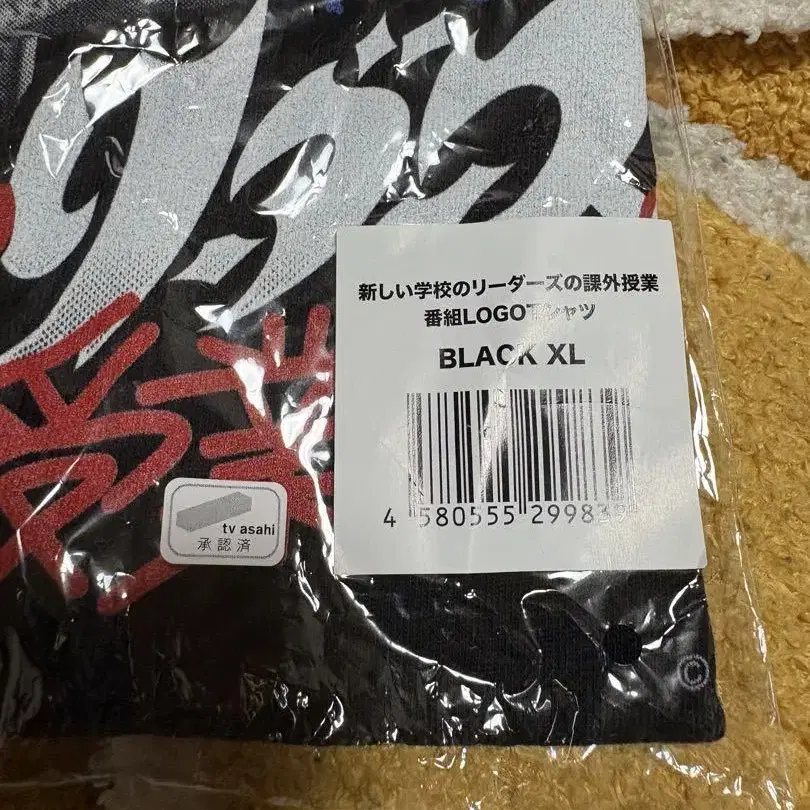 新しい学校のリーダーズの課外授業
番組LOGOTシャツ
BLACK XL
4 580555 299839
tv asahi
承認済
©